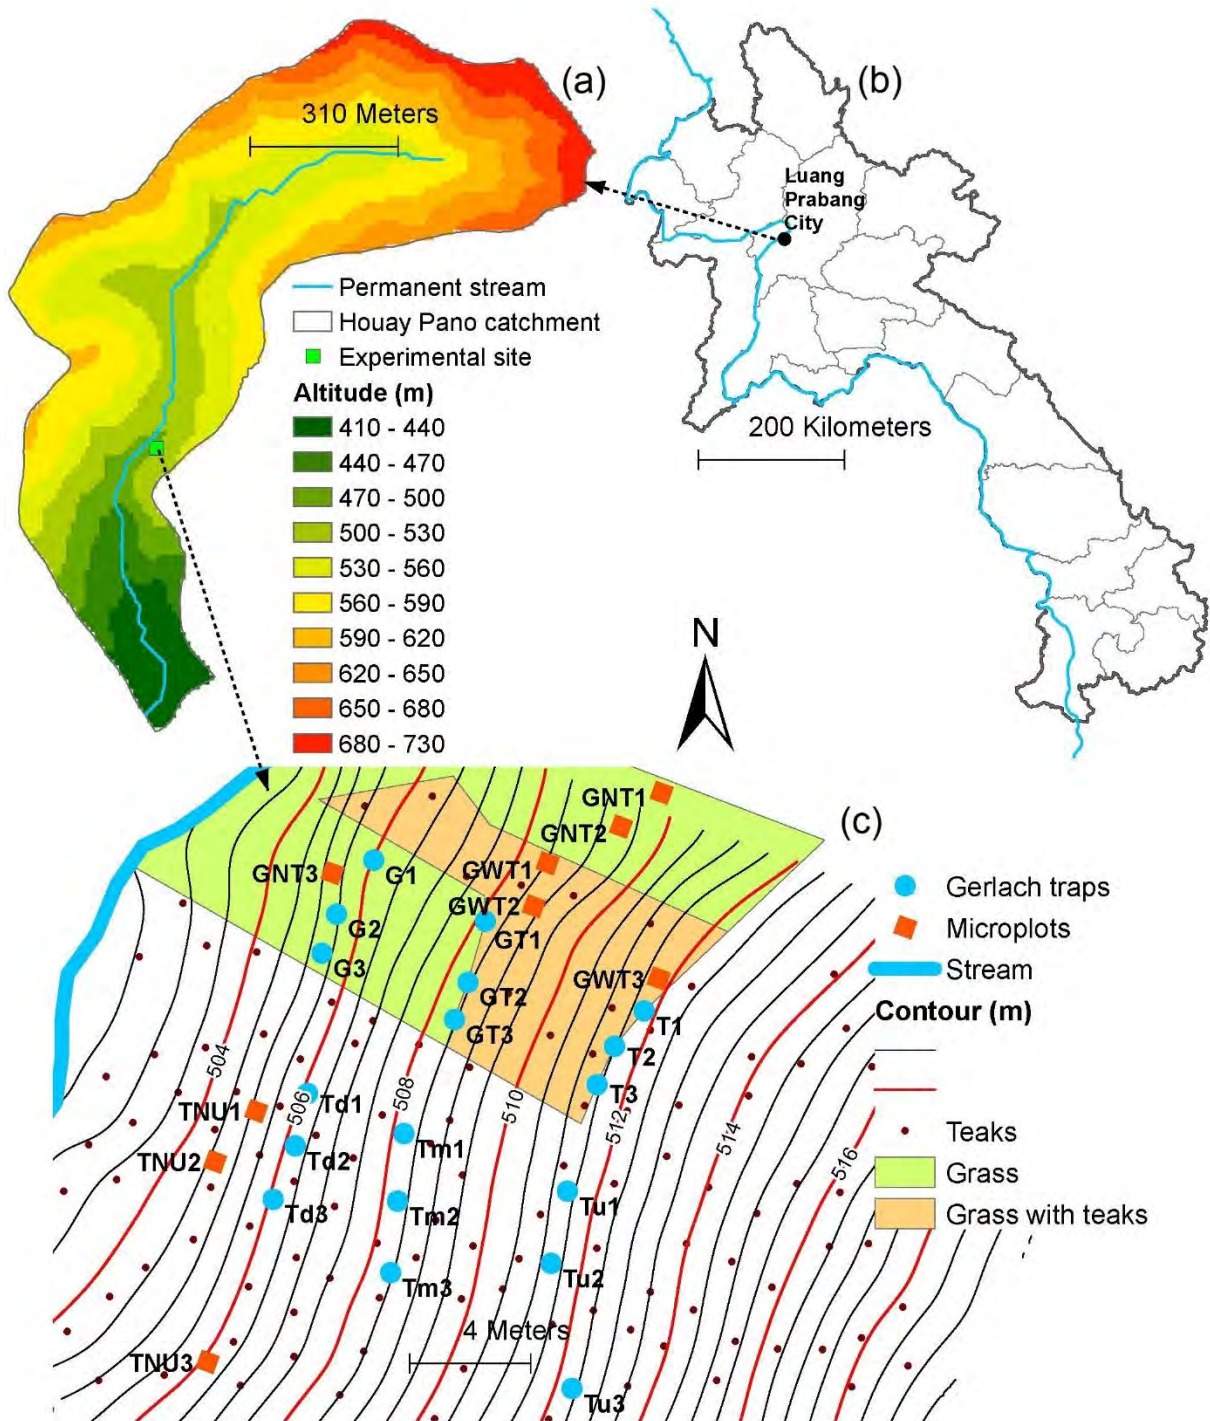 (a)
310 Meters
(b)
Luang
Prabang
City
Permanent stream
Houay Pano catchment
Experimental site
Altitude (m)
410 - 440
440 - 470
470 - 500
500 - 530
530 - 560
560 - 590
590 - 620
620 - 650
650 - 680
680 - 730
200 Kilometers
N
(c)
GNT1
GNT2
GNT3
G1
GWT1
GWT2
G2
GT1
G3
GWT3
GT2
T1
GT3
T2
T3
504
506
508
510
512
514
516
TNU1
Td1
Tm1
TNU2
Td2
Td3
Tm2
Tu1
Tm3
Tu2
TNU3
4 Meters
Tu3
Gerlach traps
Microplots
Stream
Contour (m)
Teaks
Grass
Grass with teaks